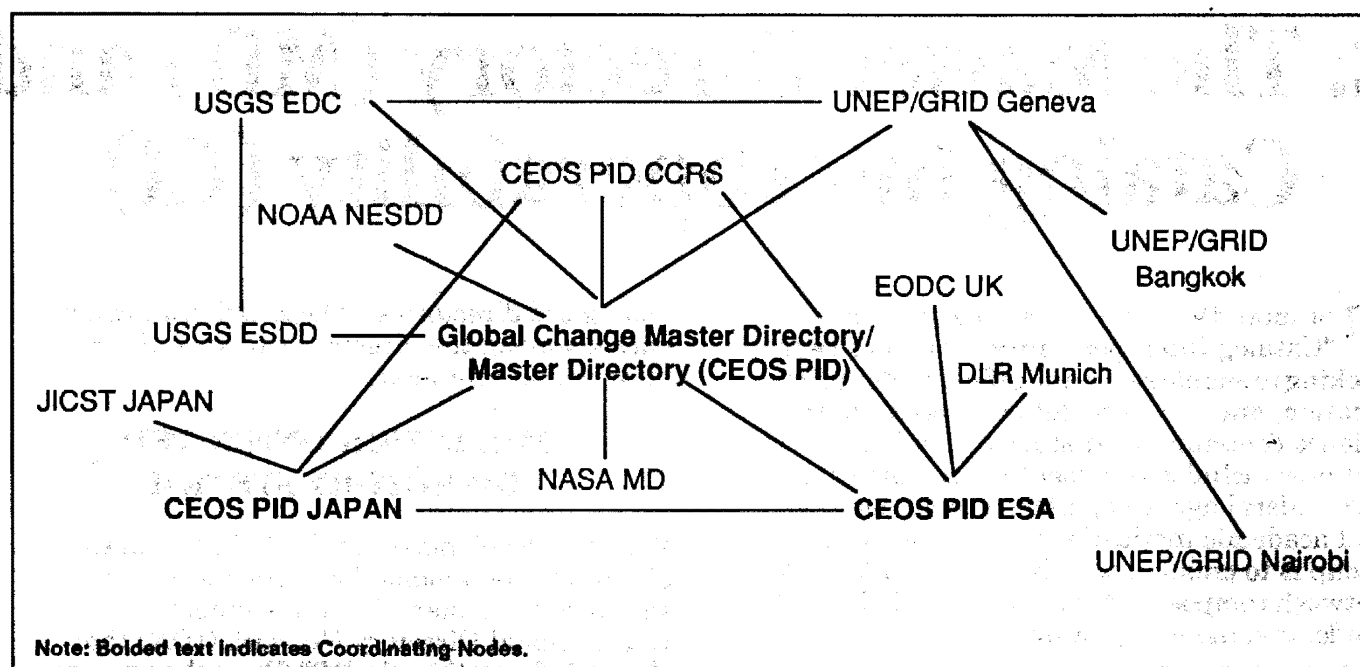 USGS EDC
UNEP/GRID Geneva
CEOS PID CCRS
NOAA NESDD
UNEP/GRID
Bangkok
EODC UK
USGS ESDD
Global Change Master Directory/
Master Directory (CEOS PID)
DLR Munich
JICST JAPAN
NASA MD
CEOS PID JAPAN
CEOS PID ESA
UNEP/GRID Nairobi
Note: Bolded text indicates Coordinating Nodes.